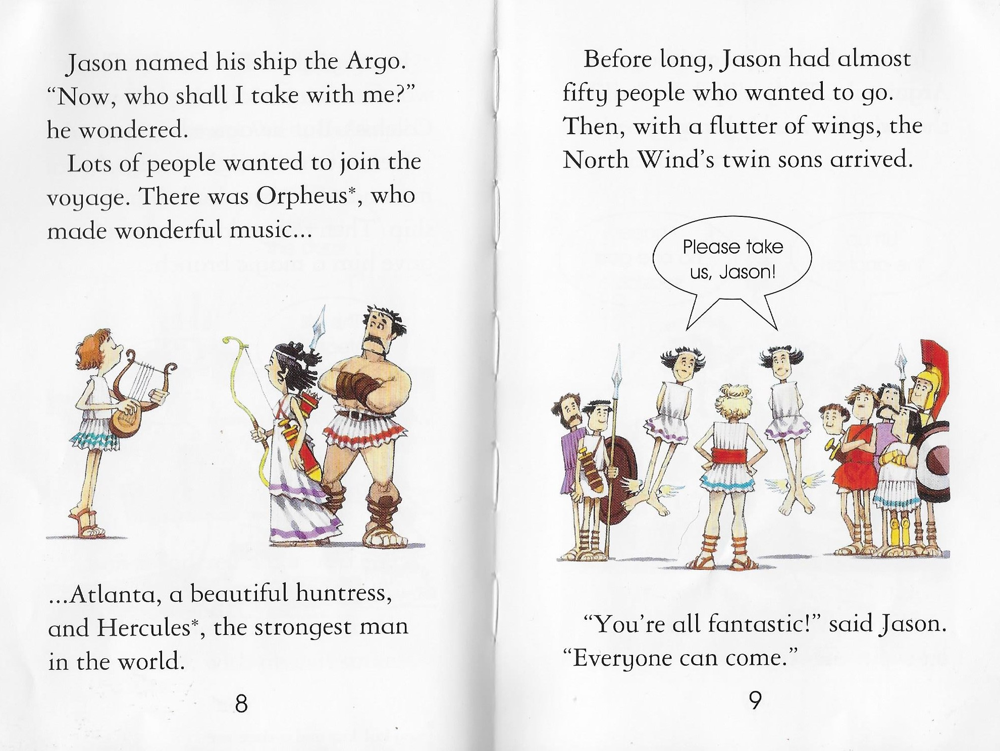 Jason named his ship the Argo.
“Now, who shall I take with me?”
he wondered.
Lots of people wanted to join the
voyage. There was Orpheus*, who
made wonderful music...
...Atlanta, a beautiful huntress,
and Hercules*, the strongest man
in the world.
8
Before long, Jason had almost
fifty people who wanted to go.
Then, with a flutter of wings, the
North Wind’s twin sons arrived.
Please take
us, Jason!
“You’re all fantastic!” said Jason.
“Everyone can come.”
9